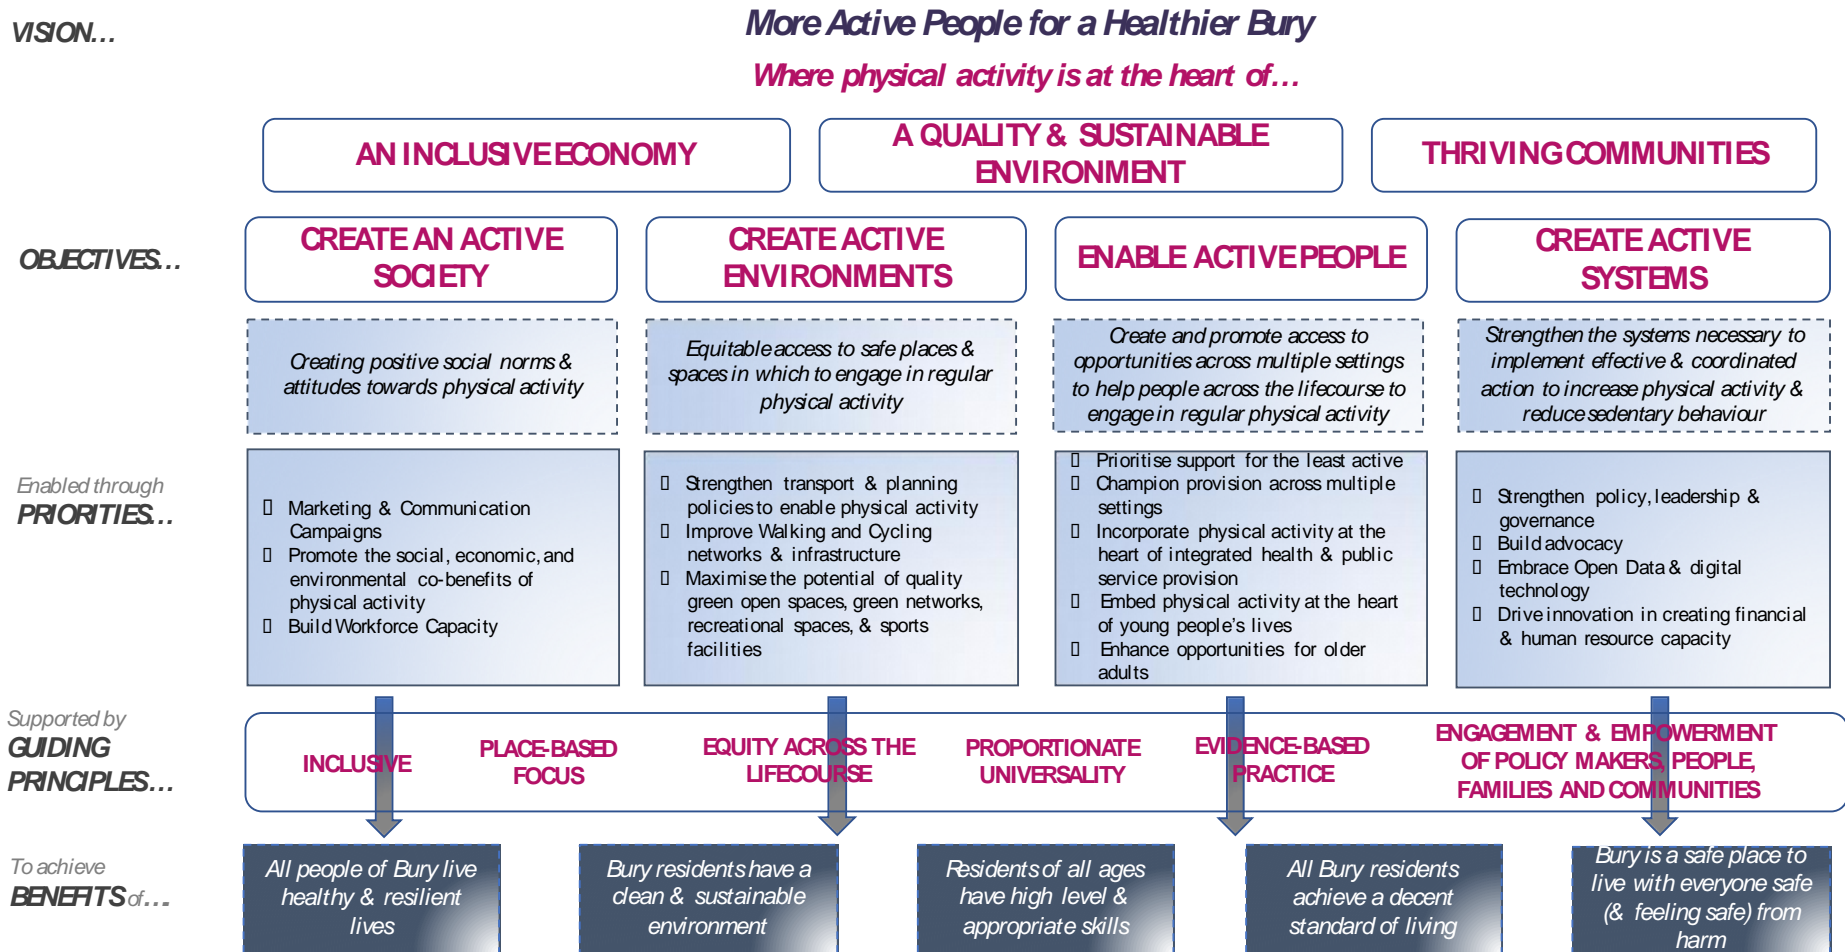 VISION...
More Active People for a Healthier Bury
Where physical activity is at the heart of...
AN INCLUSIVE ECONOMY
A QUALITY & SUSTAINABLE
ENVIRONMENT
THRIVING COMMUNITIES
OBJECTIVES...
CREATE AN ACTIVE
SOCIETY
CREATE ACTIVE
ENVIRONMENTS
ENABLE ACTIVE PEOPLE
CREATE ACTIVE
SYSTEMS
Creating positive social norms &
attitudes towards physical activity
Equitable access to safe places &
spaces in which to engage in regular
physical activity
Create and promote access to
opportunities across multiple settings
to help people across the lifecourse to
engage in regular physical activity
Strengthen the systems necessary to
implement effective & coordinated
action to increase physical activity &
reduce sedentary behaviour
Enabled through
PRIORITIES...
Marketing & Communication
Campaigns
Promote the social, economic, and
environmental co-benefits of
physical activity
Build Workforce Capacity
Strengthen transport & planning
policies to enable physical activity
Improve Walking and Cycling
networks & infrastructure
Maximise the potential of quality
green open spaces, green networks,
recreational spaces, & sports
facilities
Prioritise support for the least active
Champion provision across multiple
settings
Incorporate physical activity at the
heart of integrated health & public
service provision
Embed physical activity at the heart
of young people's lives
Enhance opportunities for older
adults
Strengthen policy, leadership &
governance
Build advocacy
Embrace Open Data & digital
technology
Drive innovation in creating financial
& human resource capacity
Supported by
GUIDING
PRINCIPLES...
INCLUSIVE
PLACE-BASED
FOCUS
EQUITY ACROSS THE
LIFECOURSE
PROPORTIONATE
UNIVERSALITY
EVIDENCE-BASED
PRACTICE
ENGAGEMENT & EMPOWERMENT
OF POLICY MAKERS, PEOPLE,
FAMILIES AND COMMUNITIES
To achieve
BENEFITS of....
All people of Bury live
healthy & resilient
lives
Bury residents have a
clean & sustainable
environment
Residents of all ages
have high level &
appropriate skills
All Bury residents
achieve a decent
standard of living
Bury is a safe place to
live with everyone safe
(& feeling safe) from
harm